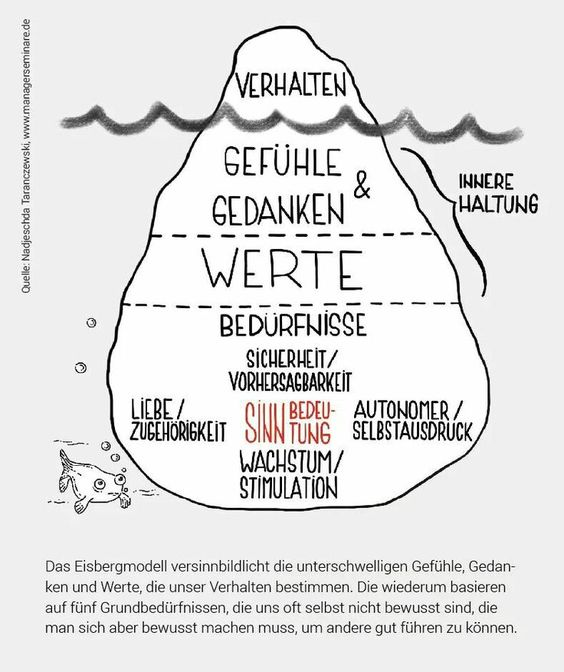 Quelle: Nadjeschda Taranczewski, www.managerseminare.de
VERHALTEN
GEFÜHLE
&
GEDANKEN
INNERE
HALTUNG
WERTE
BEDÜRFNISSE
SICHERHEIT/
VORHERSAGBARKEIT
LIEBE/
ZUGEHÖRIGKEIT
SINN BEDEU-
TUNG
AUTONOMER/
SELBSTAUSDRUCK
WACHSTUM/
STIMULATION
Das Eisbergmodell versinnbildlicht die unterschwelligen Gefühle, Gedan-
ken und Werte, die unser Verhalten bestimmen. Die wiederum basieren
auf fünf Grundbedürfnissen, die uns oft selbst nicht bewusst sind, die
man sich aber bewusst machen muss, um andere gut führen zu können.